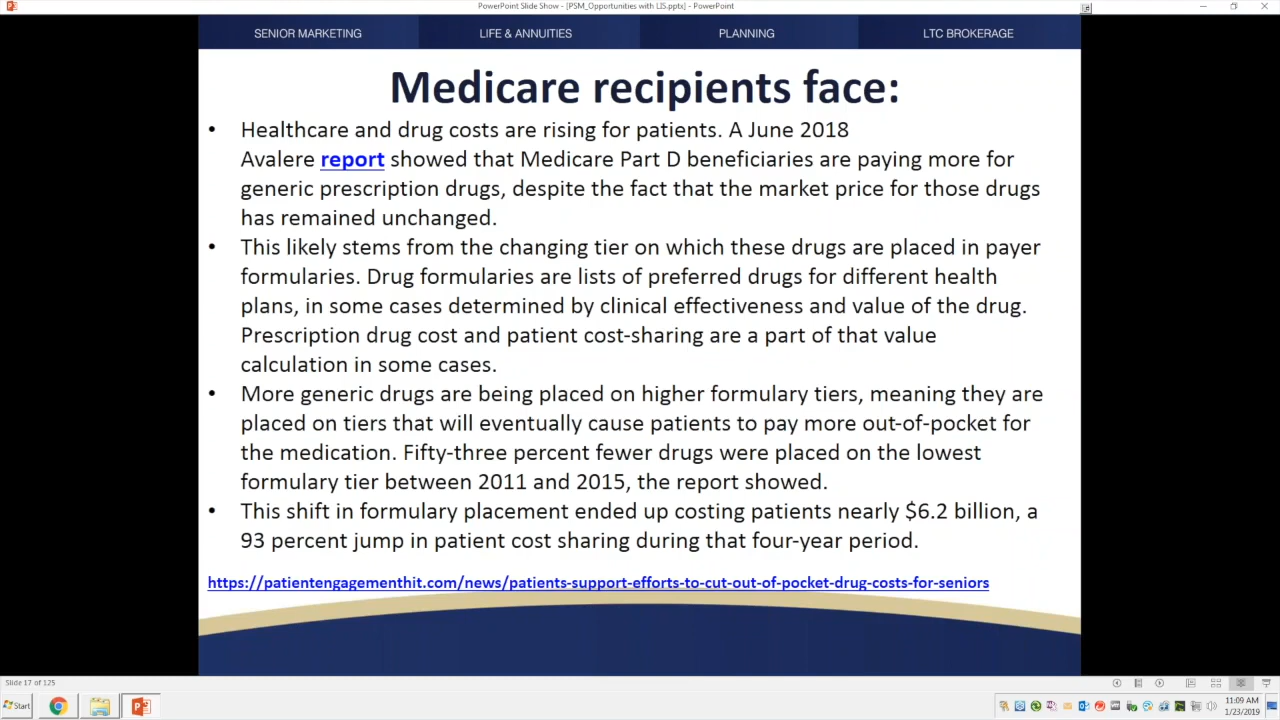 PowerPoint Slide Show - [PSM_Opportunities with LIS.pptx] - PowerPoint
SENIOR MARKETING
LIFE & ANNUITIES
PLANNING
LTC BROKERAGE
Medicare recipients face:
• Healthcare and drug costs are rising for patients. A June 2018
Avalere report showed that Medicare Part D beneficiaries are paying more for
generic prescription drugs, despite the fact that the market price for those drugs
has remained unchanged.
• This likely stems from the changing tier on which these drugs are placed in payer
formularies. Drug formularies are lists of preferred drugs for different health
plans, in some cases determined by clinical effectiveness and value of the drug.
Prescription drug cost and patient cost-sharing are a part of that value
calculation in some cases.
• More generic drugs are being placed on higher formulary tiers, meaning they are
placed on tiers that will eventually cause patients to pay more out-of-pocket for
the medication. Fifty-three percent fewer drugs were placed on the lowest
formulary tier between 2011 and 2015, the report showed.
• This shift in formulary placement ended up costing patients nearly $6.2 billion, a
93 percent jump in patient cost sharing during that four-year period.
https://patientengagementhit.com/news/patients-support-efforts-to-cut-out-of-pocket-drug-costs-for-seniors
Slide 17 of 125
Start
11:09 AM
1/23/2019